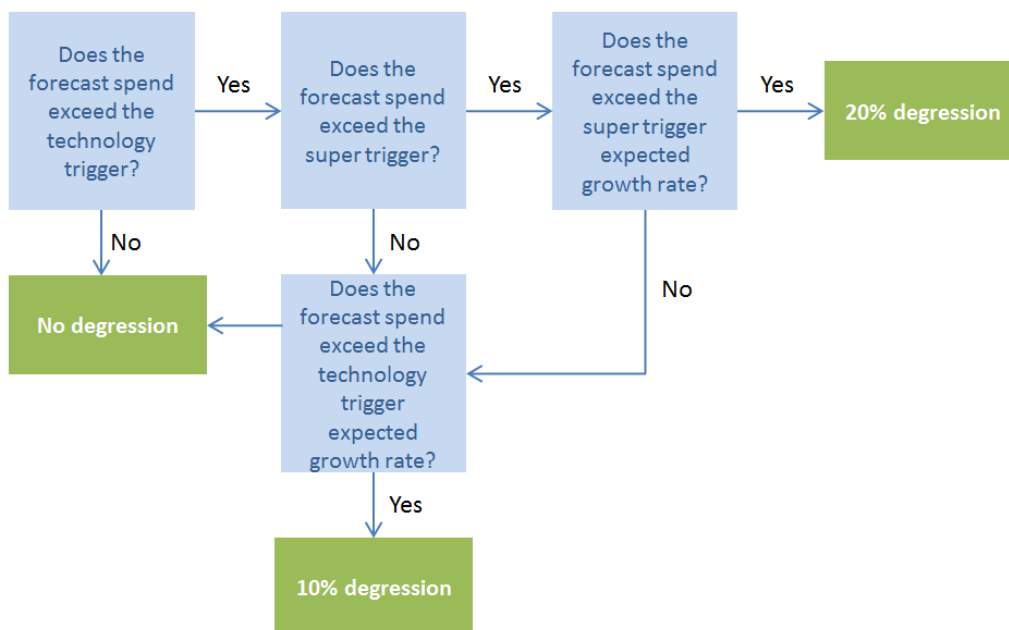 Does the
forecast spend
exceed the
technology
trigger?
Yes
Does the
forecast spend
exceed the
super trigger?
Yes
Does the
forecast spend
exceed the
super trigger
expected
growth rate?
Yes
20% degression
No
No
No
No degression
Does the
forecast spend
exceed the
technology
trigger
expected
growth rate?
Yes
10% degression